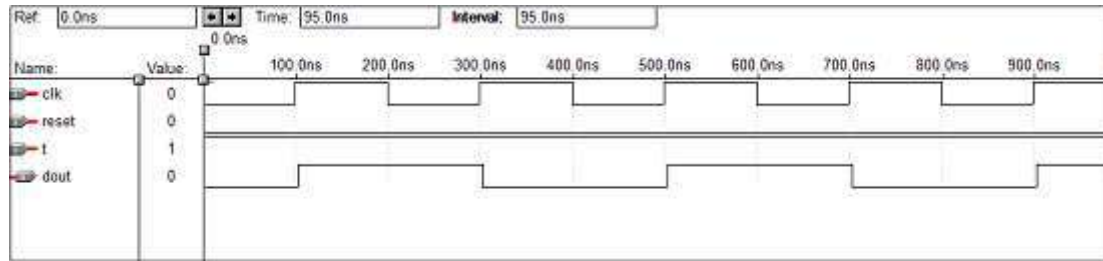 Ref: 0.0ns Time: 95.0ns Interval: 95.0ns
0.0ns
Name: Value: 100.0ns 200.0ns 300.0ns 400.0ns 500.0ns 600.0ns 700.0ns 800.0ns 900.0ns
clk 0
reset 0
t 1
dout 0